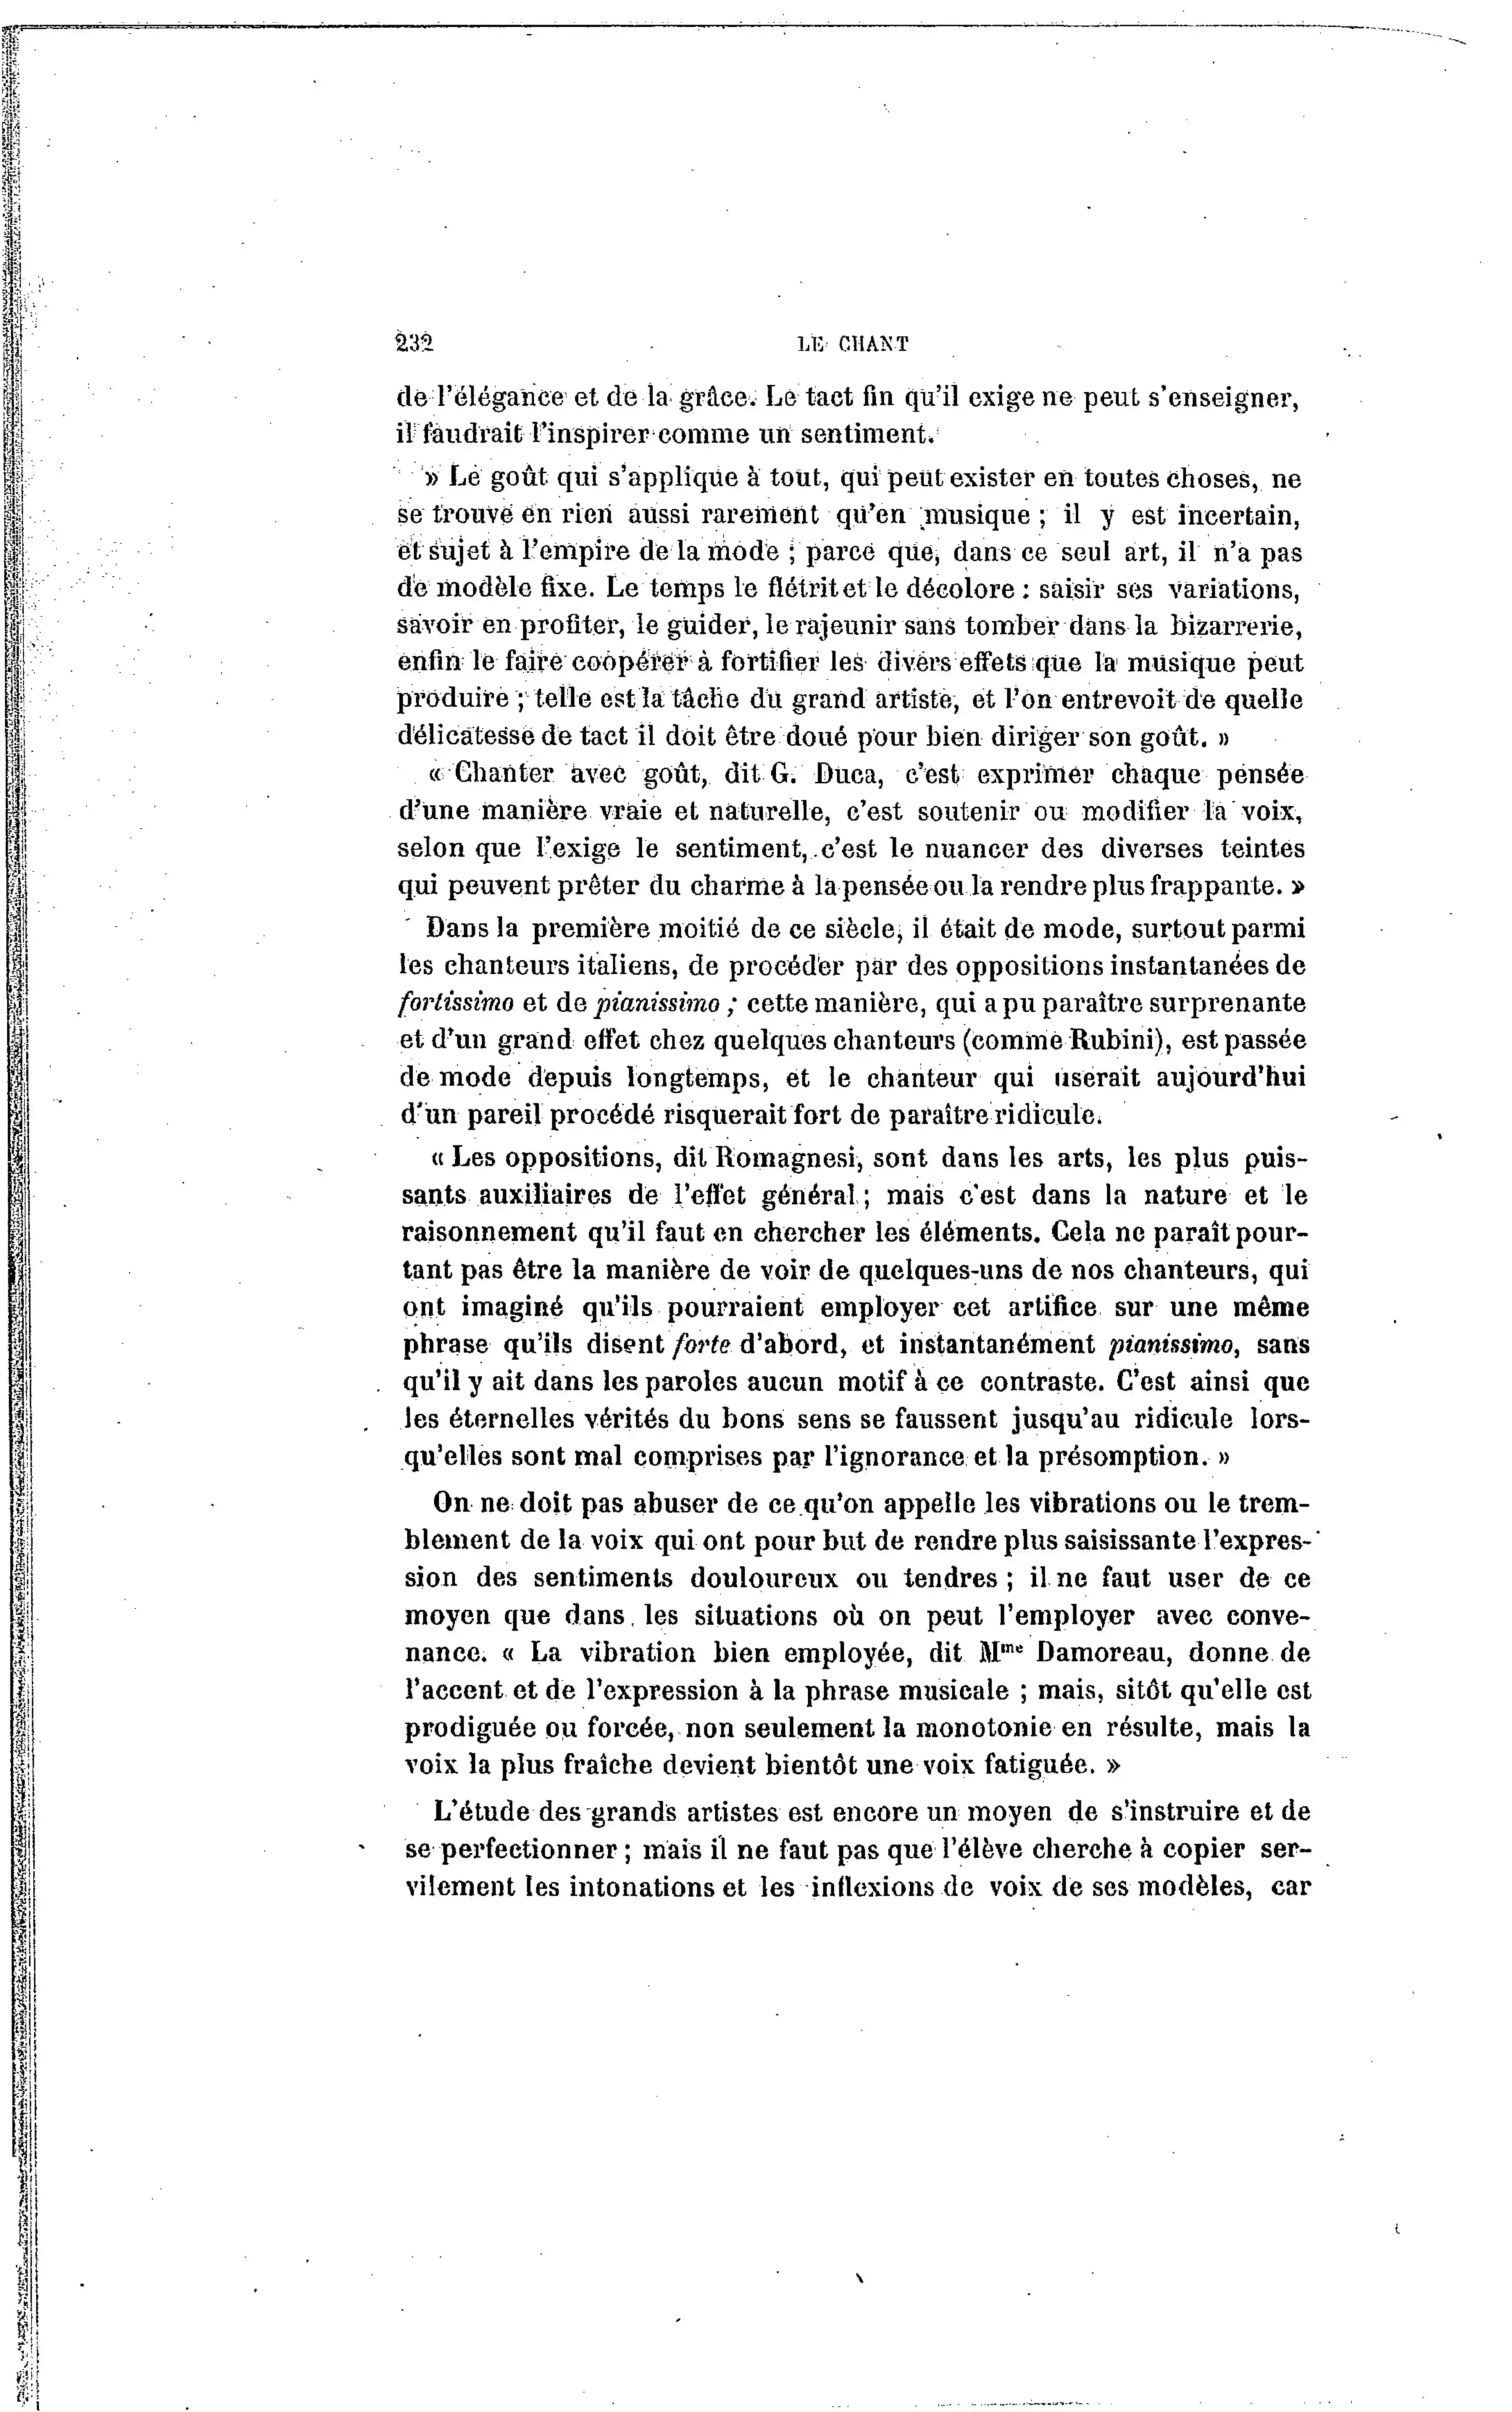 232 LE CHANT
de l'élégance et de la grâce. Le tact fin qu'il exige ne peut s'enseigner,
il faudrait l'inspirer comme un sentiment.
» Le goût qui s'applique à tout, qui peut exister en toutes choses, ne
se trouve en rien aussi rarement qu'en musique ; il y est incertain,
et sujet à l'empire de la mode ; parce que, dans ce seul art, il n'a pas
de modèle fixe. Le temps le flétrit et le décolore : saisir ses variations,
savoir en profiter, le guider, le rajeunir sans tomber dans la bizarrerie,
enfin le faire coopérer à fortifier les divers effets que la musique peut
produire ; telle est la tâche du grand artiste, et l'on entrevoit de quelle
délicatesse de tact il doit être doué pour bien diriger son goût. »
« Chanter avec goût, dit G. Duca, c'est exprimer chaque pensée
d'une manière vraie et naturelle, c'est soutenir ou modifier la voix,
selon que l'exige le sentiment, c'est le nuancer des diverses teintes
qui peuvent prêter du charme à la pensée ou la rendre plus frappante. »
Dans la première moitié de ce siècle, il était de mode, surtout parmi
les chanteurs italiens, de procéder par des oppositions instantanées de
fortissimo et de pianissimo ; cette manière, qui a pu paraître surprenante
et d'un grand effet chez quelques chanteurs (comme Rubini), est passée
de mode depuis longtemps, et le chanteur qui userait aujourd'hui
d'un pareil procédé risquerait fort de paraître ridicule.
« Les oppositions, dit Romagnesi, sont dans les arts, les plus puis-
sants auxiliaires de l'effet général ; mais c'est dans la nature et le
raisonnement qu'il faut en chercher les éléments. Cela ne paraît pour-
tant pas être la manière de voir de quelques-uns de nos chanteurs, qui
ont imaginé qu'ils pourraient employer cet artifice sur une même
phrase qu'ils disent forte d'abord, et instantanément pianissimo, sans
qu'il y ait dans les paroles aucun motif à ce contraste. C'est ainsi que
les éternelles vérités du bons sens se faussent jusqu'au ridicule lors-
qu'elles sont mal comprises par l'ignorance et la présomption. »
On ne doit pas abuser de ce qu'on appelle les vibrations ou le trem-
blement de la voix qui ont pour but de rendre plus saisissante l'expres-
sion des sentiments douloureux ou tendres ; il ne faut user de ce
moyen que dans les situations où on peut l'employer avec conve-
nance. « La vibration bien employée, dit Mme Damoreau, donne de
l'accent et de l'expression à la phrase musicale ; mais, sitôt qu'elle est
prodiguée ou forcée, non seulement la monotonie en résulte, mais la
voix la plus fraîche devient bientôt une voix fatiguée. »
L'étude des grands artistes est encore un moyen de s'instruire et de
se perfectionner ; mais il ne faut pas que l'élève cherche à copier ser-
vilement les intonations et les inflexions de voix de ses modèles, car